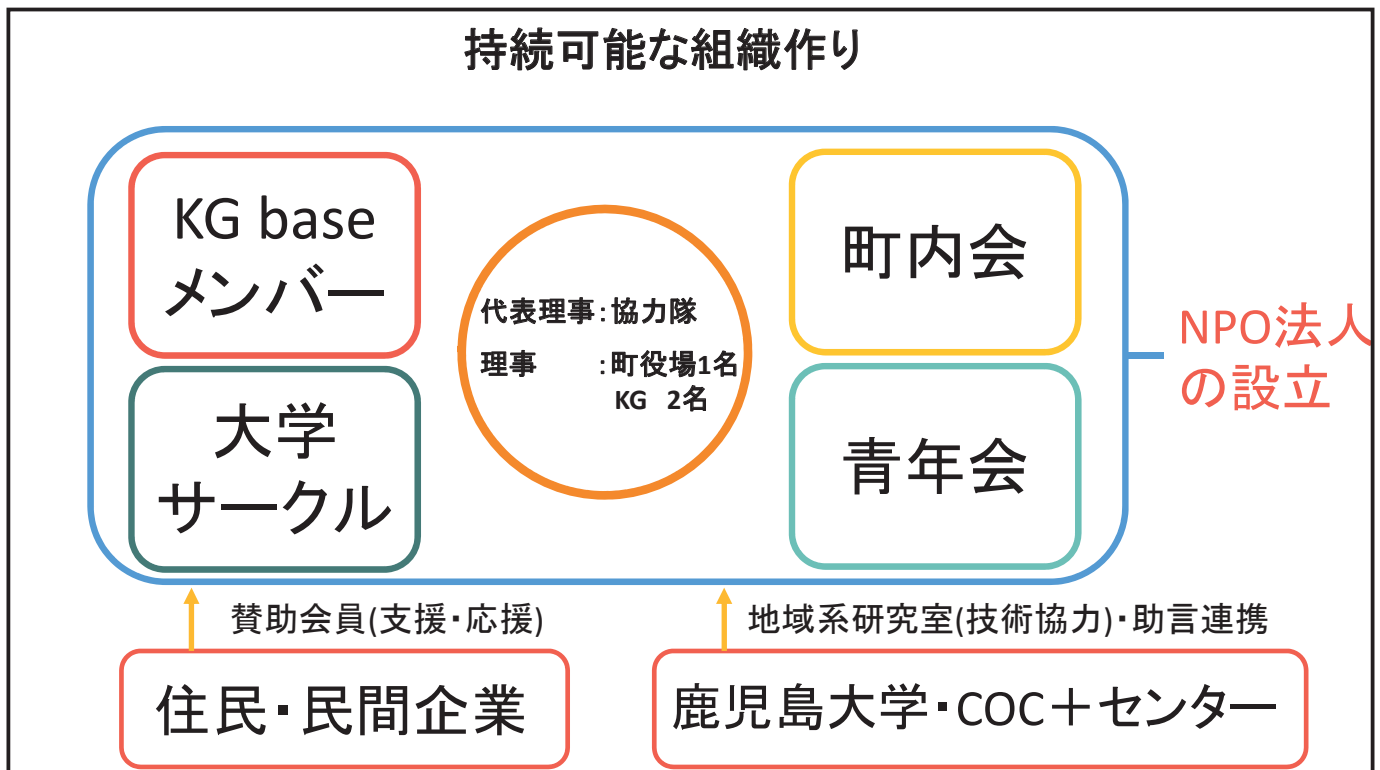 持続可能な組織作り
KG base
メンバー
大学
サークル
代表理事：協力隊
理事　　：町役場1名
KG 2名
町内会
青年会
NPO法人
の設立
賛助会員(支援・応援)
住民・民間企業
地域系研究室(技術協力)・助言連携
鹿児島大学・COC＋センター